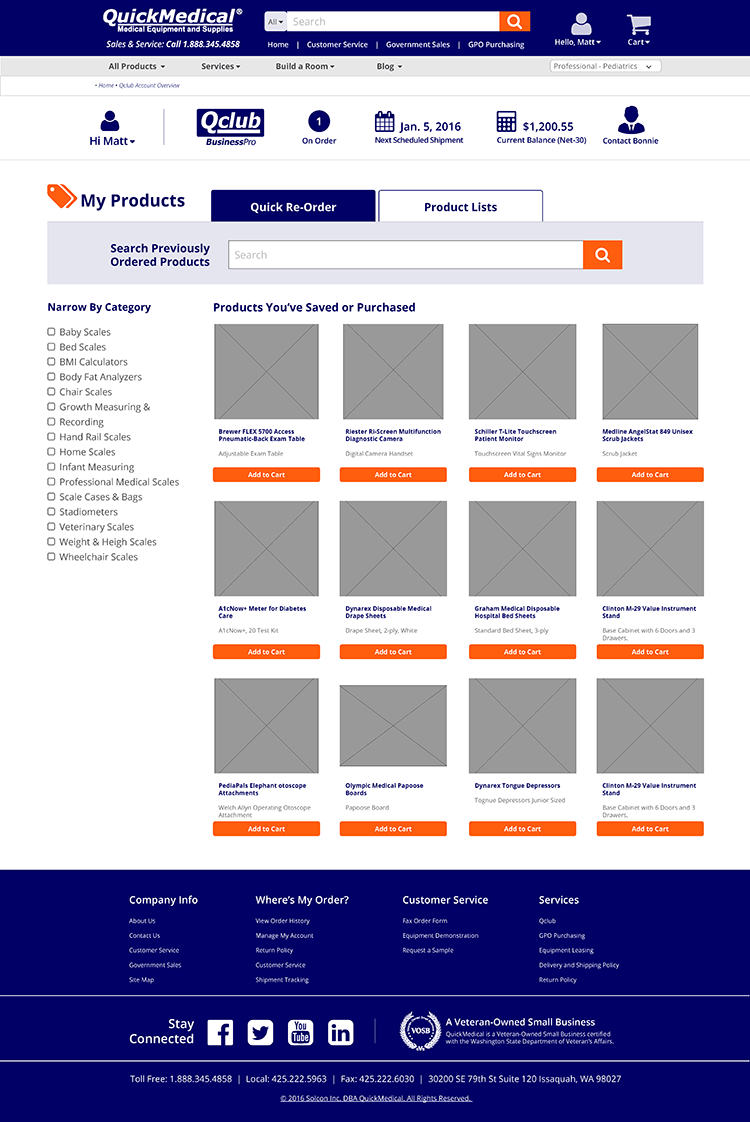 QuickMedical®
Medical Equipment and Supplies
Sales & Service: Call 1.888.345.4858
All
Search
Home | Customer Service | Government Sales | GPO Purchasing
Hello, Matt
Cart
All Products
Services
Build a Room
Blog
Professional - Pediatrics
• Home • Qclub Account Overview
Hi Matt
Qclub
BusinessPro
1
On Order
Jan. 5, 2016
Next Scheduled Shipment
$1,200.55
Current Balance (Net-30)
Contact Bonnie
My Products
Quick Re-Order
Product Lists
Search Previously
Ordered Products
Search
Narrow By Category
Baby Scales
Bed Scales
BMI Calculators
Body Fat Analyzers
Chair Scales
Growth Measuring &
Recording
Hand Rail Scales
Home Scales
Infant Measuring
Professional Medical Scales
Scale Cases & Bags
Stadiometers
Veterinary Scales
Weight & Heigh Scales
Wheelchair Scales
Products You've Saved or Purchased
Brewer FLEX 5700 Access
Pneumatic-Back Exam Table
Adjustable Exam Table
Add to Cart
Riester Ri-Screen Multifunction
Diagnostic Camera
Digital Camera Handset
Add to Cart
Schiller T-Lite Touchscreen
Patient Monitor
Touchscreen Vital Signs Monitor
Add to Cart
Medline AngelStat 849 Unisex
Scrub Jackets
Scrub Jacket
Add to Cart
A1cNow+ Meter for Diabetes
Care
A1cNow+, 20 Test Kit
Add to Cart
Dynarex Disposable Medical
Drape Sheets
Drape Sheet, 2-ply, White
Add to Cart
Graham Medical Disposable
Hospital Bed Sheets
Standard Bed Sheet, 3-ply
Add to Cart
Clinton M-29 Value Instrument
Stand
Base Cabinet with 6 Doors and 3
Drawers.
Add to Cart
PediaPals Elephant otoscope
Attachments
Welch Allyn Operating Otoscope
Attachment
Add to Cart
Olympic Medical Papoose
Boards
Papoose Board
Add to Cart
Dynarex Tongue Depressors
Tognue Depressors Junior Sized
Add to Cart
Clinton M-29 Value Instrument
Stand
Base Cabinet with 6 Doors and 3
Drawers.
Add to Cart
Company Info
About Us
Contact Us
Customer Service
Government Sales
Site Map
Where's My Order?
View Order History
Manage My Account
Return Policy
Customer Service
Shipment Tracking
Customer Service
Fax Order Form
Equipment Demonstration
Request a Sample
Services
Qclub
GPO Purchasing
Equipment Leasing
Delivery and Shipping Policy
Return Policy
Stay
Connected
You
Tube
in
VOSB
A Veteran-Owned Small Business
QuickMedical is a Veteran-Owned Small Business certified
with the Washington State Department of Veteran's Affairs.
Toll Free: 1.888.345.4858 | Local: 425.222.5963 | Fax: 425.222.6030 | 30200 SE 79th St Suite 120 Issaquah, WA 98027
© 2016 Solcon Inc. DBA QuickMedical. All Rights Reserved.